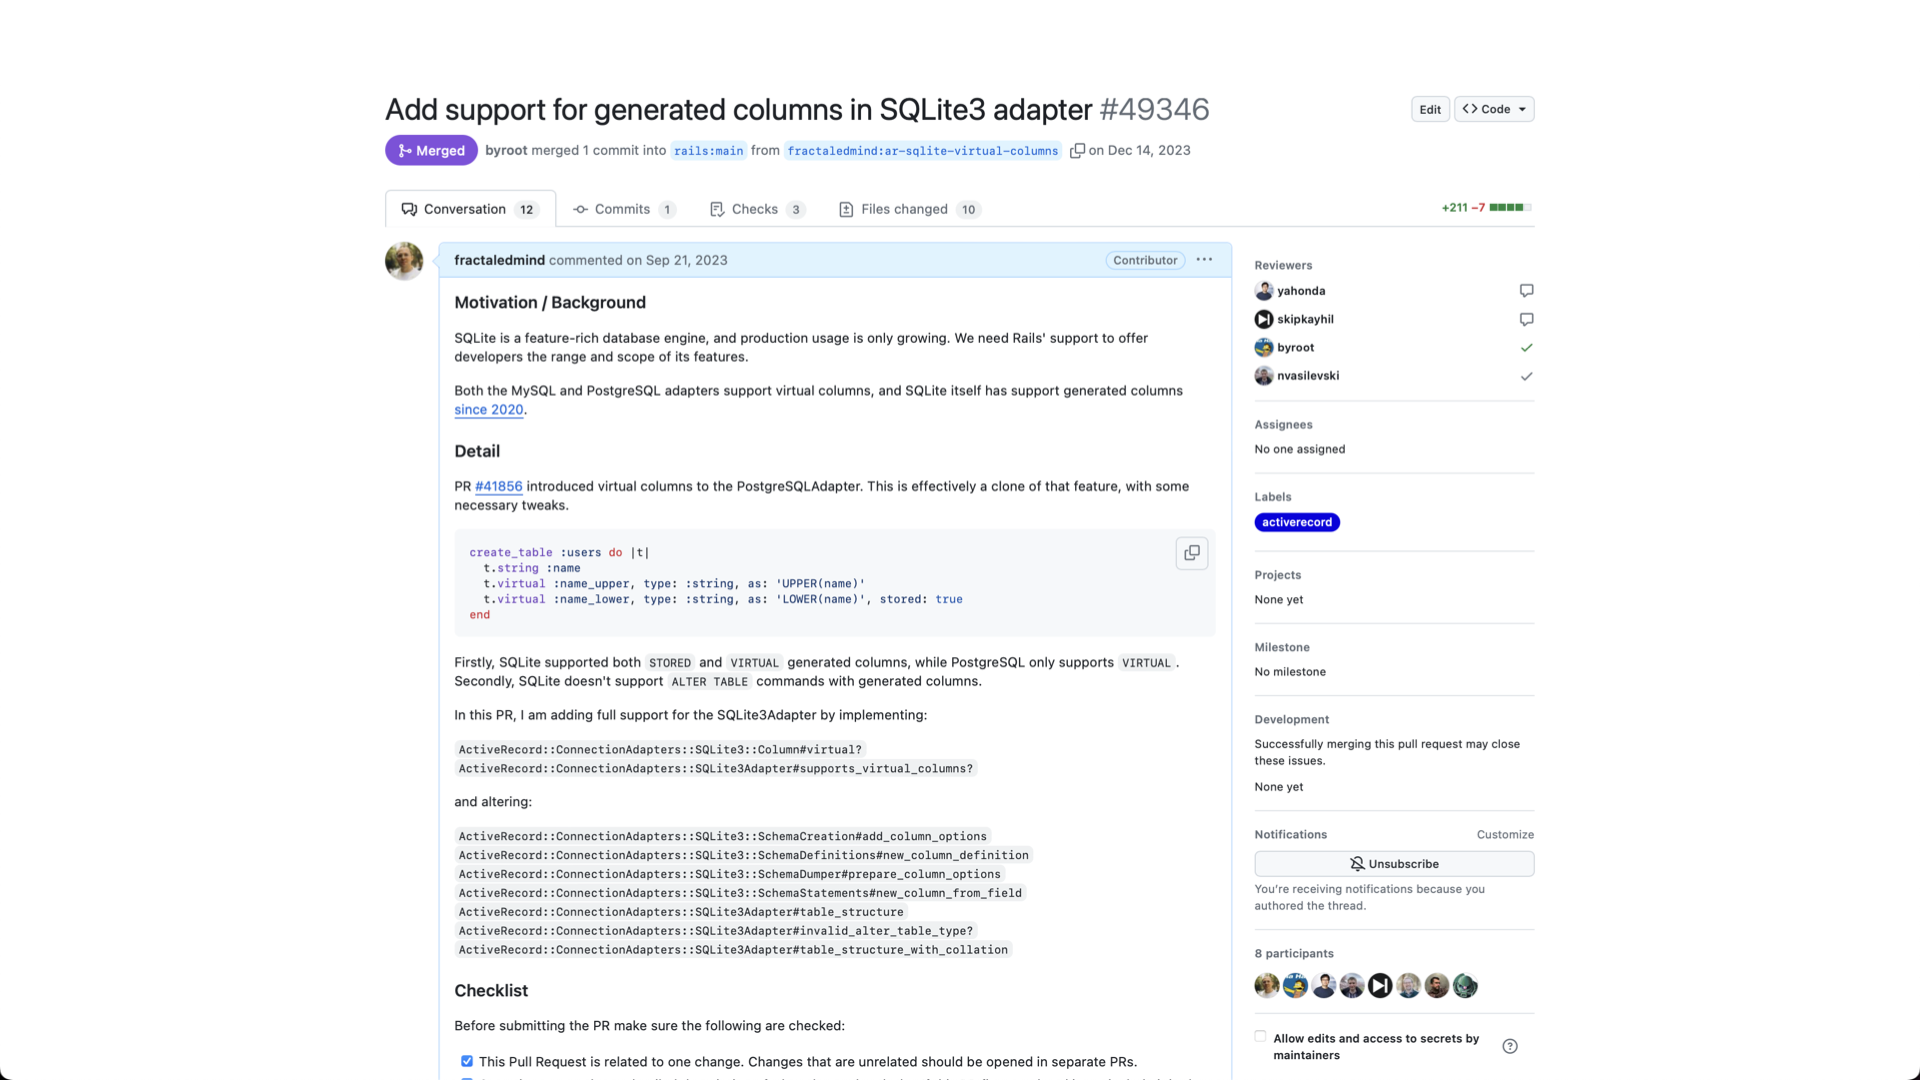 Add support for generated columns in SQLite3 adapter #49346
Edit
Code
Merged
byroot merged 1 commit into rails:main from fractaledmind:ar-sqlite-virtual-columns on Dec 14, 2023
Conversation 12
Commits 1
Checks 3
Files changed 10
+211 −7
fractaledmind commented on Sep 21, 2023
Contributor
Motivation / Background
SQLite is a feature-rich database engine, and production usage is only growing. We need Rails' support to offer
developers the range and scope of its features.
Both the MySQL and PostgreSQL adapters support virtual columns, and SQLite itself has support generated columns
since 2020.
Detail
PR #41856 introduced virtual columns to the PostgreSQLAdapter. This is effectively a clone of that feature, with some
necessary tweaks.
create_table :users do |t|
t.string :name
t.virtual :name_upper, type: :string, as: 'UPPER(name)'
t.virtual :name_lower, type: :string, as: 'LOWER(name)', stored: true
end
Firstly, SQLite supported both STORED and VIRTUAL generated columns, while PostgreSQL only supports VIRTUAL.
Secondly, SQLite doesn't support ALTER TABLE commands with generated columns.
In this PR, I am adding full support for the SQLite3Adapter by implementing:
ActiveRecord::ConnectionAdapters::SQLite3::Column#virtual?
ActiveRecord::ConnectionAdapters::SQLite3Adapter#supports_virtual_columns?
and altering:
ActiveRecord::ConnectionAdapters::SQLite3::SchemaCreation#add_column_options
ActiveRecord::ConnectionAdapters::SQLite3::SchemaDefinitions#new_column_definition
ActiveRecord::ConnectionAdapters::SQLite3::SchemaDumper#prepare_column_options
ActiveRecord::ConnectionAdapters::SQLite3::SchemaStatements#new_column_from_field
ActiveRecord::ConnectionAdapters::SQLite3Adapter#table_structure
ActiveRecord::ConnectionAdapters::SQLite3Adapter#invalid_alter_table_type?
ActiveRecord::ConnectionAdapters::SQLite3Adapter#table_structure_with_collation
Checklist
Before submitting the PR make sure the following are checked:
This Pull Request is related to one change. Changes that are unrelated should be opened in separate PRs.
Reviewers
yahonda
skipkayhil
byroot
nvasilevski
Assignees
No one assigned
Labels
activerecord
Projects
None yet
Milestone
No milestone
Development
Successfully merging this pull request may close
these issues.
None yet
Notifications
Customize
Unsubscribe
You're receiving notifications because you
authored the thread.
8 participants
Allow edits and access to secrets by
maintainers